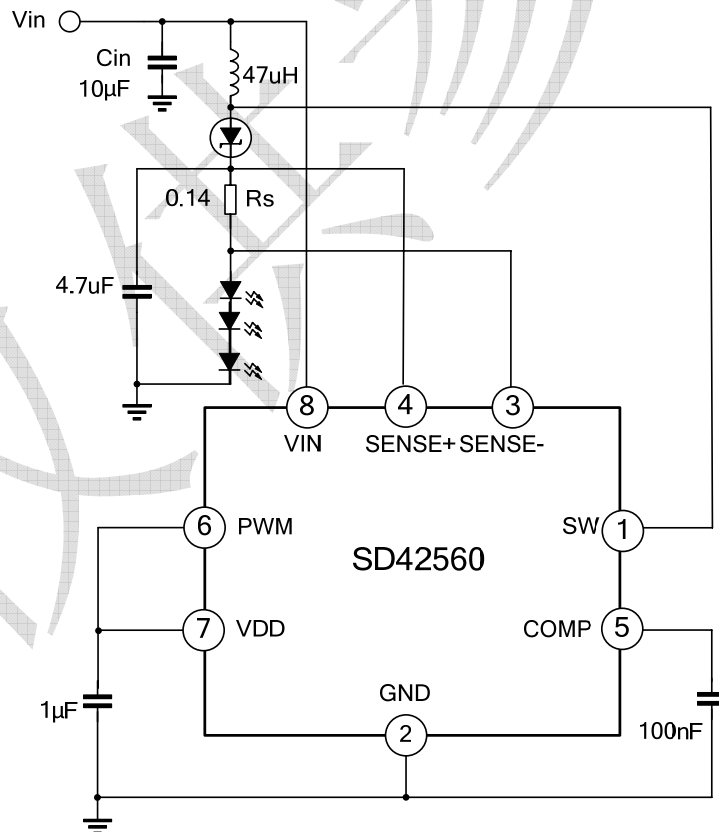 Vin
Cin
10µF
47uH
0.14 Rs
4.7uF
8 4 3
VIN SENSE+ SENSE-
6 PWM
SW 1
SD42560
7 VDD
COMP 5
GND
2
1µF
100nF